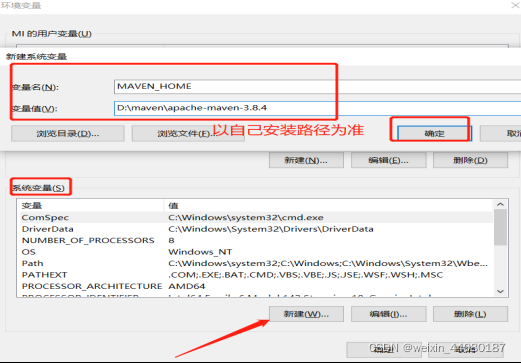 环境变量
MI 的用户变量(U)
新建系统变量
变量名(N):
MAVEN_HOME
变量值(V):
D:\maven\apache-maven-3.8.4
浏览目录(D)...
浏览文件(F)...
以自己安装路径为准
确定
取消
新建(N)...
编辑(E)...
删除(D)
系统变量(S)
变量 值
ComSpec C:\Windows\system32\cmd.exe
DriverData C:\Windows\System32\Drivers\DriverData
NUMBER_OF_PROCESSORS 8
OS Windows_NT
Path C:\Windows\system32;C:\Windows;C:\Windows\System32\Wbe...
PATHEXT .COM;.EXE;.BAT;.CMD;.VBS;.VBE;.JS;.JSE;.WSF;.WSH;.MSC
PROCESSOR_ARCHITECTURE AMD64
新建(W)...
编辑(I)...
删除(L)
CSDN @weixin_44980187